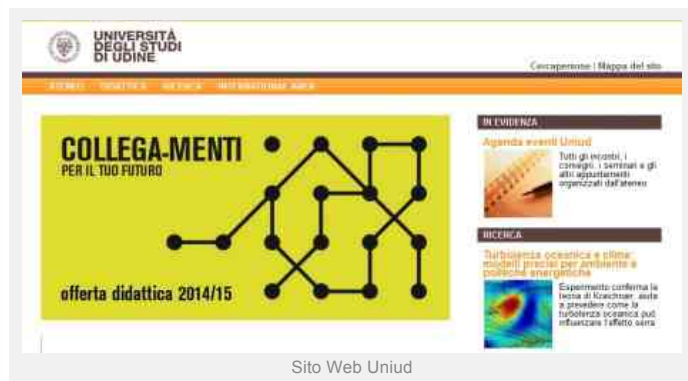 UNIVERSITÀ
DEGLI STUDI
DI UDINE
Cercapersone | Mappa del sito
ATENEO DIDATTICA RICERCA INTERNATIONAL AREA
COLLEGA-MENTI
PER IL TUO FUTURO
offerta didattica 2014/15
IN EVIDENZA
Agenda eventi Uniud
Tutti gli incontri, i
convegni, i seminari e gli
altri appuntamenti
organizzati dall'ateneo
RICERCA
Turbolenza oceanica e clima:
modelli precisi per ambiente e
politiche energetiche
Esperimento conferma la
teoria di Kraichnan: aiuta
a prevedere come la
turbolenza oceanica può
influenzare l'effetto serra
Sito Web Uniud